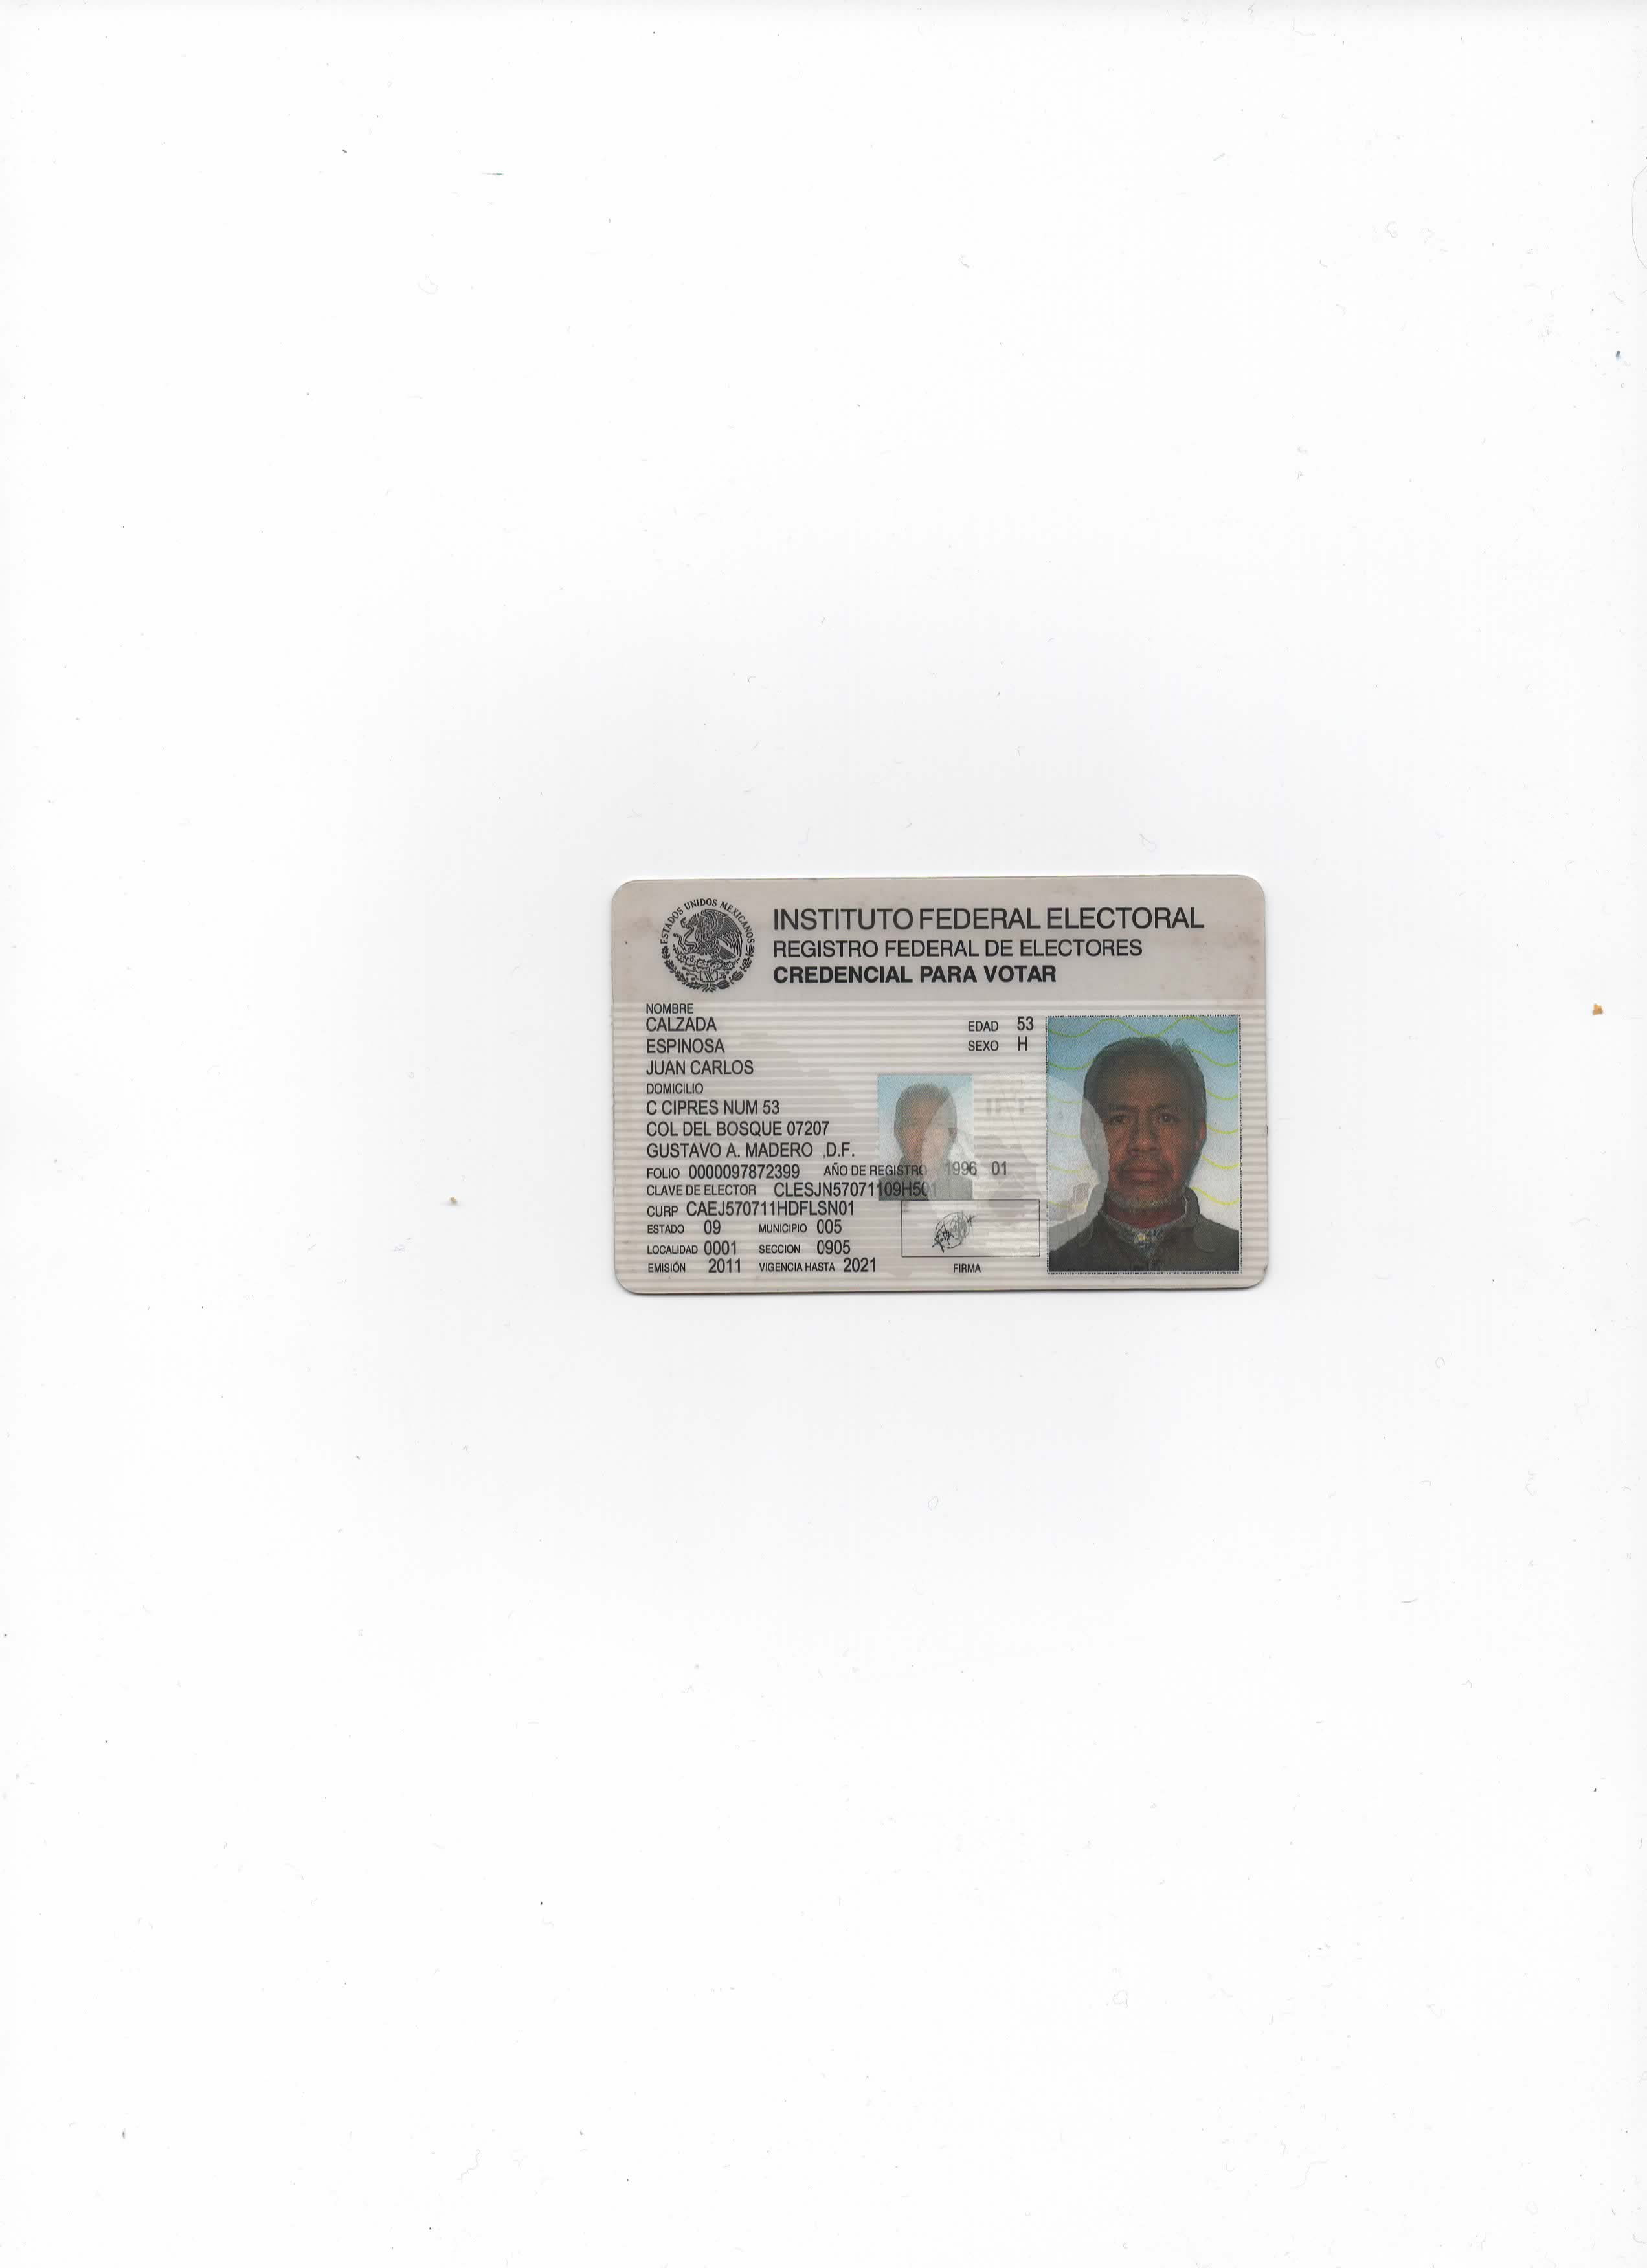 ESTADOS UNIDOS MEXICANOS
INSTITUTO FEDERAL ELECTORAL
REGISTRO FEDERAL DE ELECTORES
CREDENCIAL PARA VOTAR
NOMBRE
CALZADA
EDAD 53
ESPINOSA
SEXO H
JUAN CARLOS
DOMICILIO
C CIPRES NUM 53
COL DEL BOSQUE 07207
GUSTAVO A. MADERO ,D.F.
FOLIO 0000097872399 AÑO DE REGISTRO 1996 01
CLAVE DE ELECTOR CLESJN57071109H501
CURP CAEJ570711HDFLSN01
ESTADO 09 MUNICIPIO 005
LOCALIDAD 0001 SECCION 0905
EMISIÓN 2011 VIGENCIA HASTA 2021 FIRMA